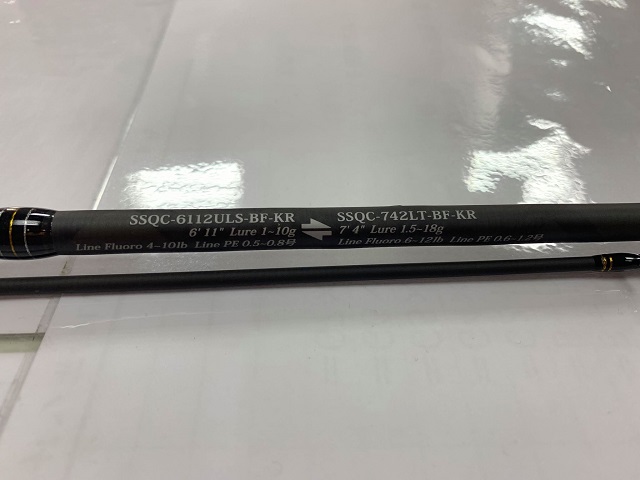 SSQC-6112ULS-BF-KR
6'11" Lure 1~10g
Line Fluoro 4~10lb Line PE 0.5~0.8号
⇌
SSQC-742LT-BF-KR
7'4" Lure 1.5~18g
Line Fluoro 6~12lb Line PE 0.6~1.2号